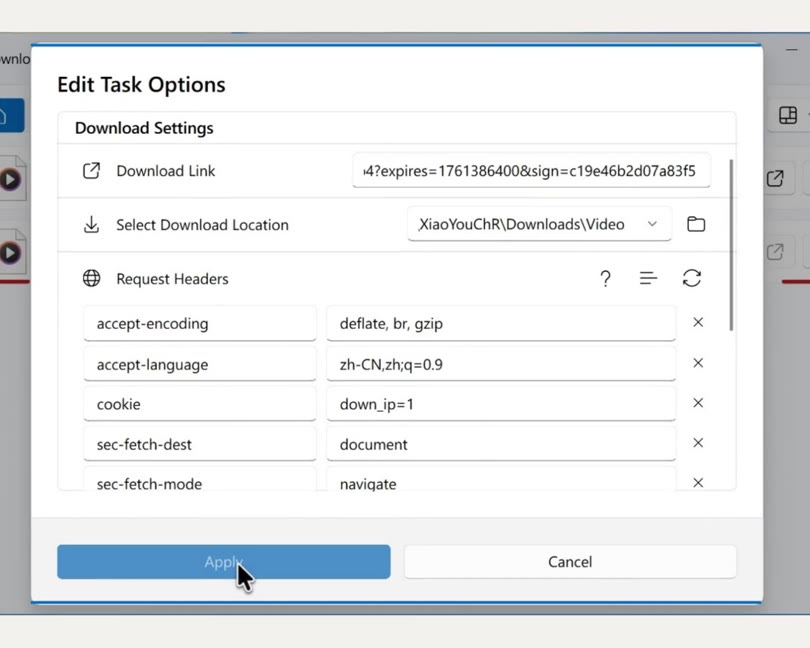 ownlo
Edit Task Options
Download Settings
Download Link
4?expires=1761386400&sign=c19e46b2d07a83f5
Select Download Location
XiaoYouChR\Downloads\Video
Request Headers
?
accept-encoding
deflate, br, gzip
accept-language
zh-CN,zh;q=0.9
cookie
down_ip=1
sec-fetch-dest
document
sec-fetch-mode
navigate
Apply
Cancel